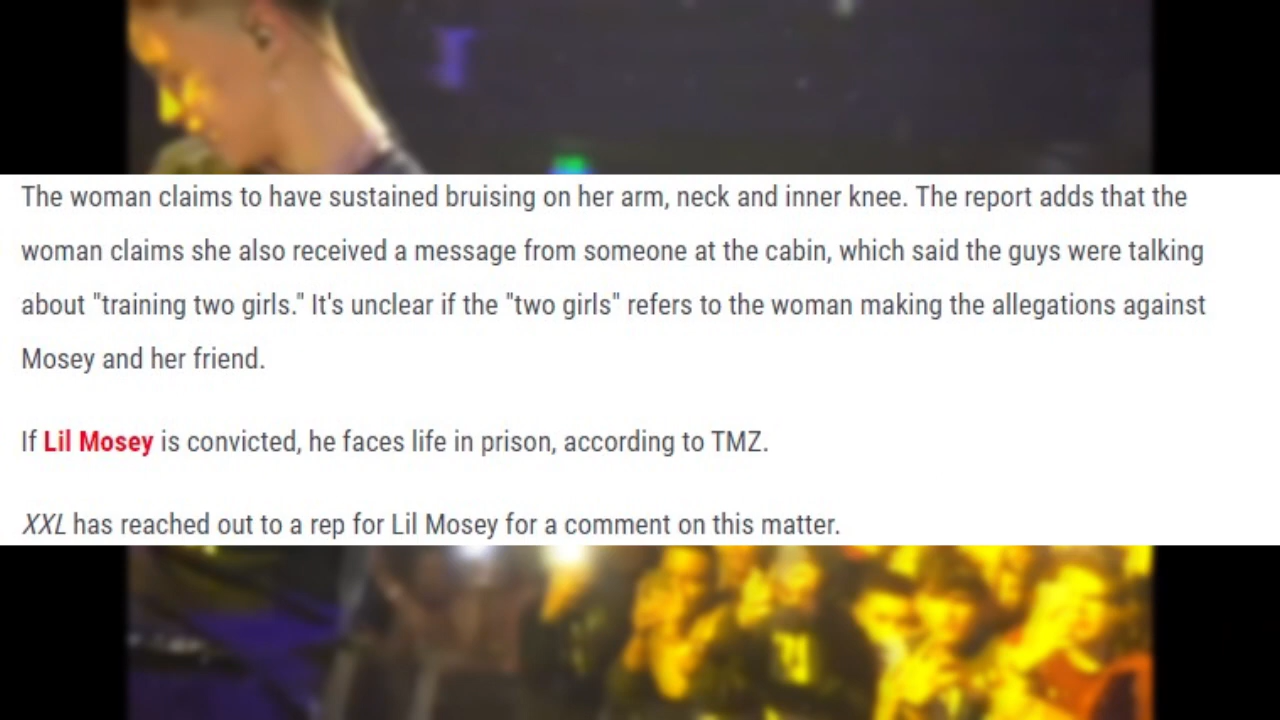 The woman claims to have sustained bruising on her arm, neck and inner knee. The report adds that the
woman claims she also received a message from someone at the cabin, which said the guys were talking
about "training two girls." It's unclear if the "two girls" refers to the woman making the allegations against
Mosey and her friend.
If Lil Mosey is convicted, he faces life in prison, according to TMZ.
XXL has reached out to a rep for Lil Mosey for a comment on this matter.